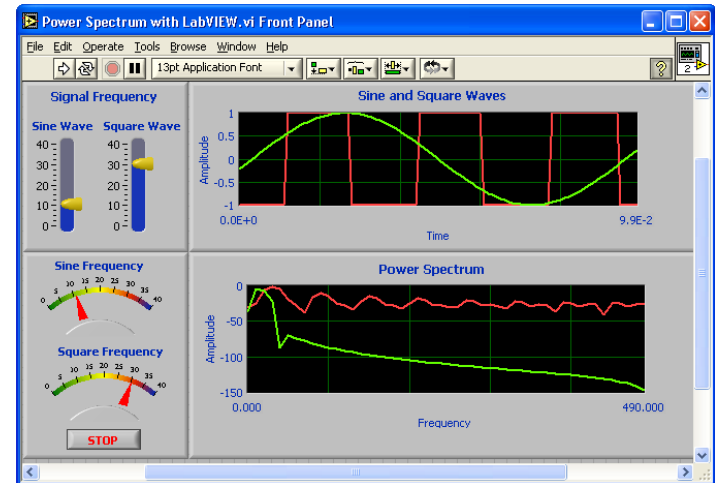 Power Spectrum with LabVIEW.vi Front Panel
File Edit Operate Tools Browse Window Help
13pt Application Font
?
2
Signal Frequency
Sine Wave Square Wave
40 40
30 30
20 20
10 10
0 0
Sine and Square Waves
Amplitude
1
0.5
0
-0.5
-1
0.0E+0 9.9E-2
Time
Sine Frequency
0 5 10 15 20 25 30 35 40
Square Frequency
0 5 10 15 20 25 30 35 40
STOP
Power Spectrum
Amplitude
0
-50
-100
-150
0.000 490.000
Frequency